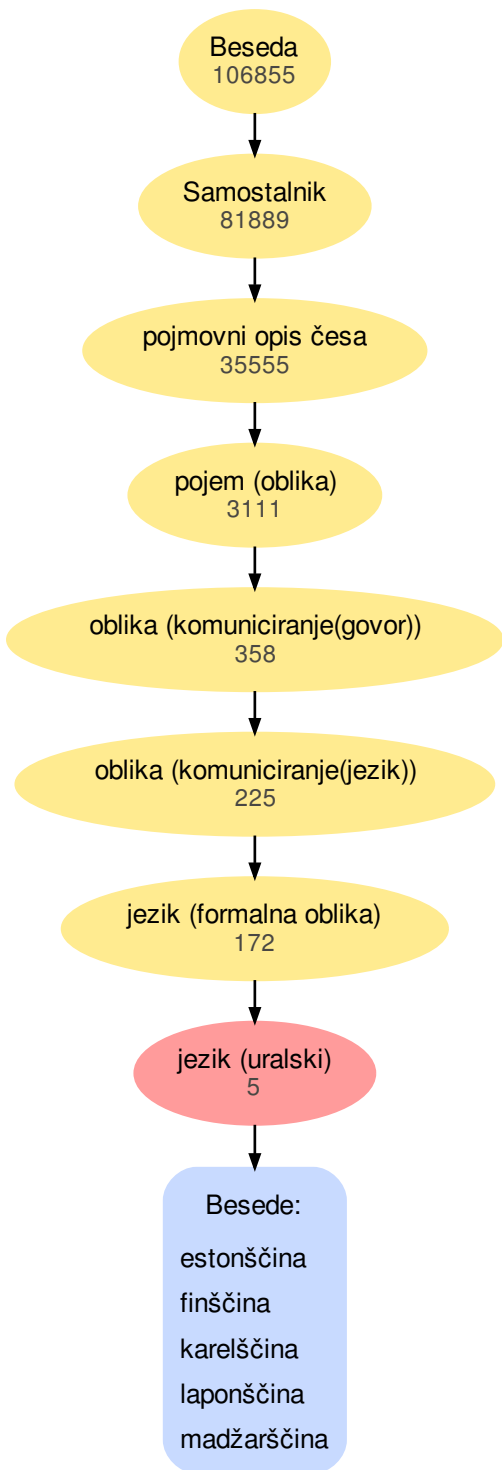 Beseda
106855
Samostalnik
81889
pojmovni opis česa
35555
pojem (oblika)
3111
oblika (komuniciranje(govor))
358
oblika (komuniciranje(jezik))
225
jezik (formalna oblika)
172
jezik (uralski)
5
Besede:
estonščina
finščina
karelščina
laponščina
madžarščina